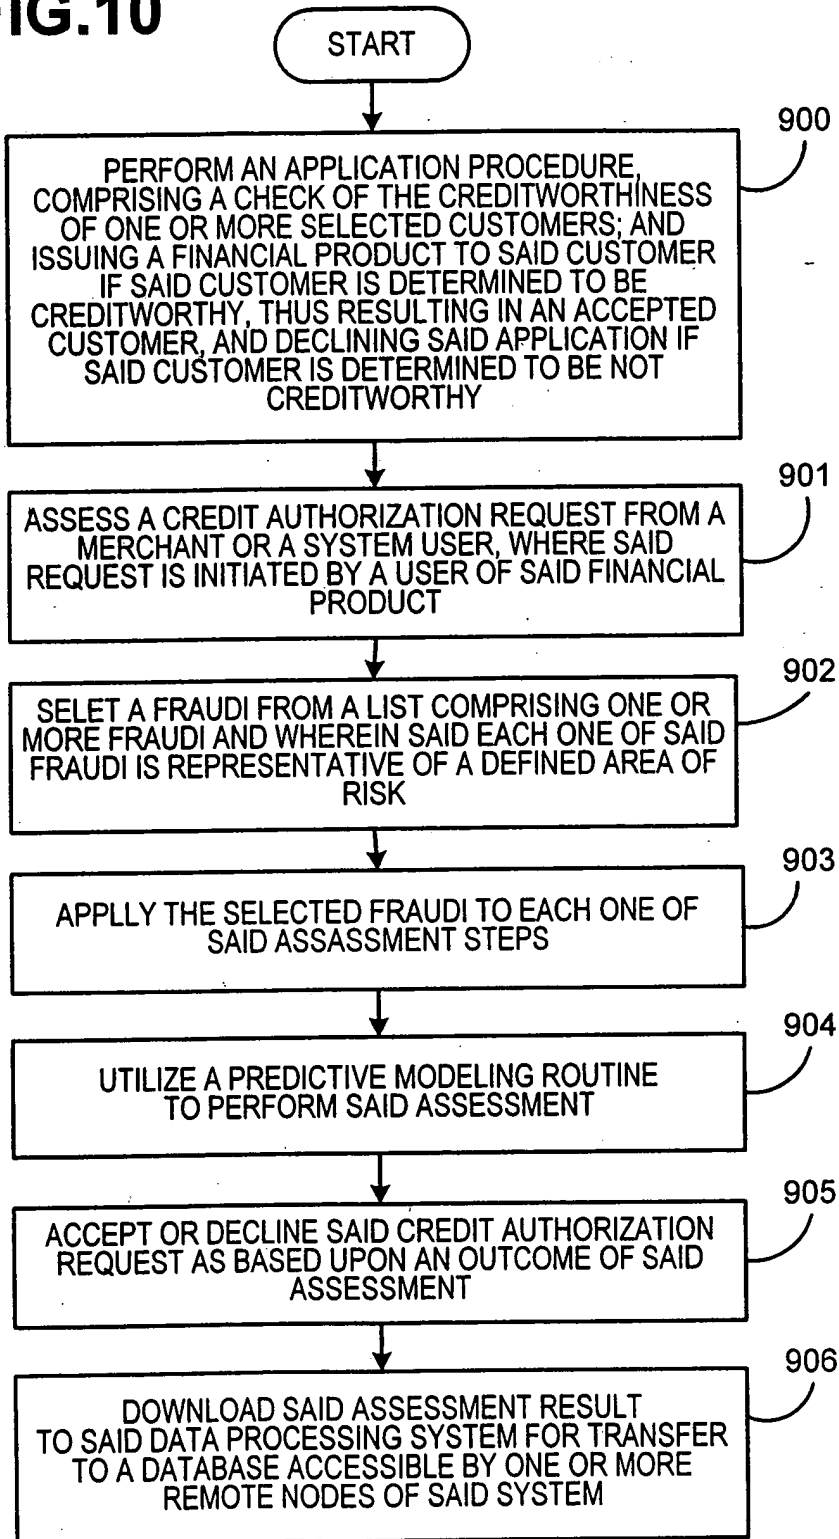 FIG.10
START
900
PERFORM AN APPLICATION PROCEDURE,
COMPRISING A CHECK OF THE CREDITWORTHINESS
OF ONE OR MORE SELECTED CUSTOMERS; AND
ISSUING A FINANCIAL PRODUCT TO SAID CUSTOMER
IF SAID CUSTOMER IS DETERMINED TO BE
CREDITWORTHY, THUS RESULTING IN AN ACCEPTED
CUSTOMER, AND DECLINING SAID APPLICATION IF
SAID CUSTOMER IS DETERMINED TO BE NOT
CREDITWORTHY
901
ASSESS A CREDIT AUTHORIZATION REQUEST FROM A
MERCHANT OR A SYSTEM USER, WHERE SAID
REQUEST IS INITIATED BY A USER OF SAID FINANCIAL
PRODUCT
902
SELET A FRAUDI FROM A LIST COMPRISING ONE OR
MORE FRAUDI AND WHEREIN SAID EACH ONE OF SAID
FRAUDI IS REPRESENTATIVE OF A DEFINED AREA OF
RISK
903
APPLLY THE SELECTED FRAUDI TO EACH ONE OF
SAID ASSASSMENT STEPS
904
UTILIZE A PREDICTIVE MODELING ROUTINE
TO PERFORM SAID ASSESSMENT
905
ACCEPT OR DECLINE SAID CREDIT AUTHORIZATION
REQUEST AS BASED UPON AN OUTCOME OF SAID
ASSESSMENT
906
DOWNLOAD SAID ASSESSMENT RESULT
TO SAID DATA PROCESSING SYSTEM FOR TRANSFER
TO A DATABASE ACCESSIBLE BY ONE OR MORE
REMOTE NODES OF SAID SYSTEM